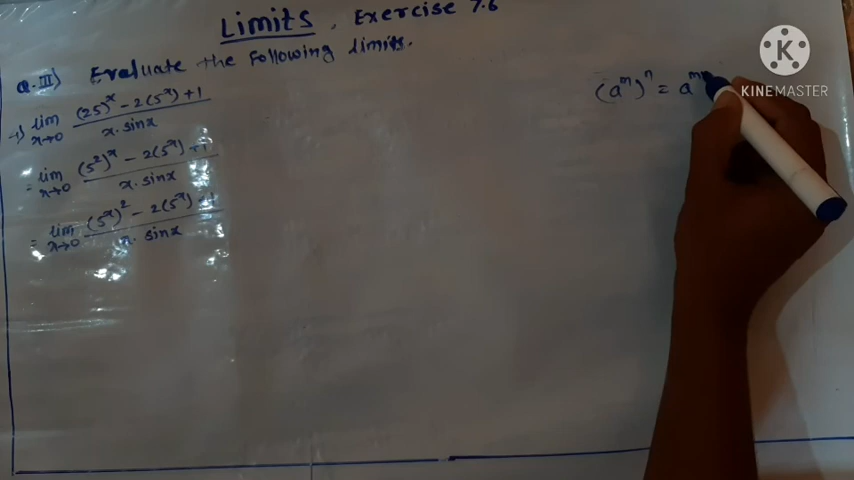 Limits . Exercise 7.6
Q.III) Evaluate the following limits.
→) lim x→0 (25)^x - 2(5^x) + 1 / x. sinx
= lim x→0 (5^2)^x - 2(5^x) + 1 / x. sinx
= lim x→0 (5^x)^2 - 2(5^x) + 1 / x. sinx
(a^m)^n = a^m
KINEMASTER